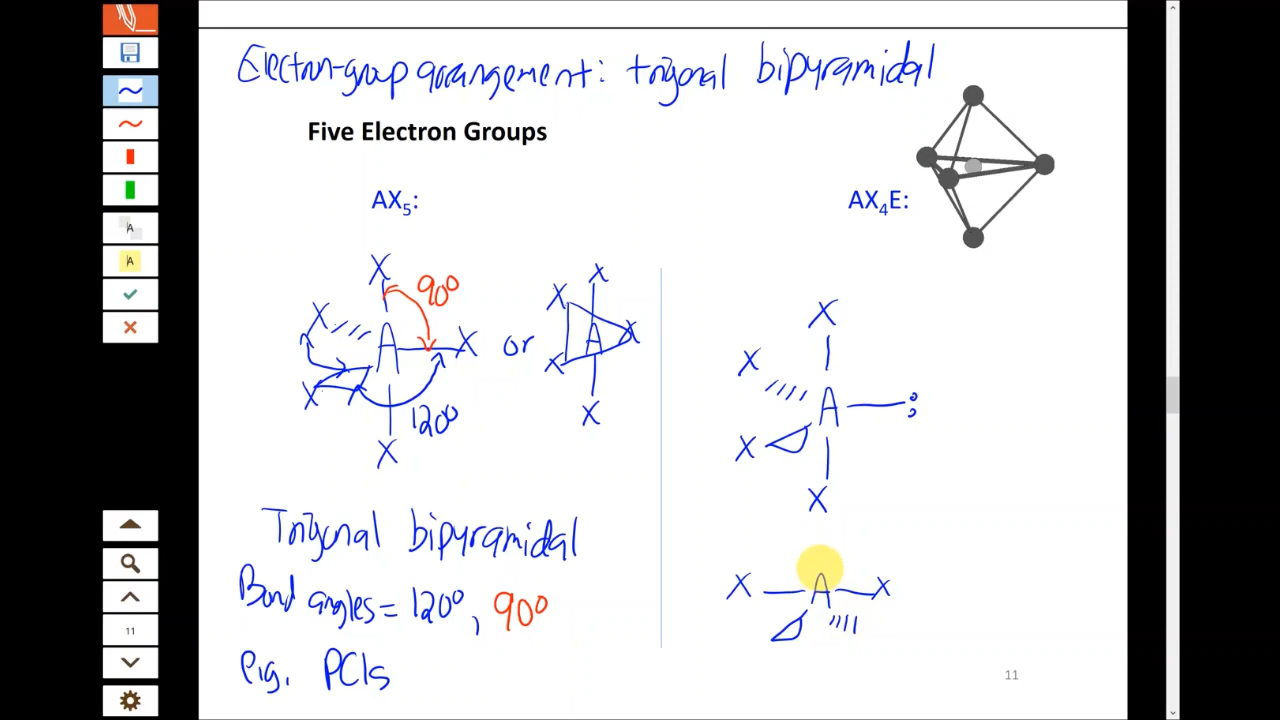 Electron-group arrangement: trigonal bipyramidal
Five Electron Groups
AX5:
AX4E:
X
90°
X
A
X
X
120°
X
or
X
X
A
X
X
X
X
X
A
X
X
Trigonal bipyramidal
Bond angles = 120°, 90°
e.g. PCl5
X A X
A
A
11
11